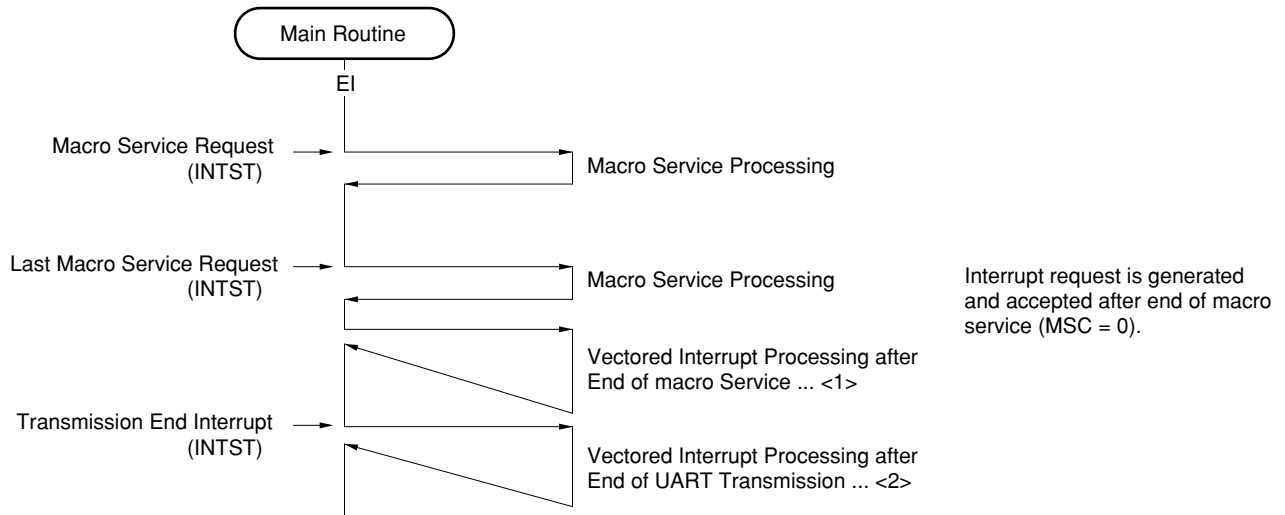 Main Routine
EI
Macro Service Request
(INTST)
Macro Service Processing
Last Macro Service Request
(INTST)
Macro Service Processing
Interrupt request is generated
and accepted after end of macro
service (MSC = 0).
Vectored Interrupt Processing after
End of macro Service ... <1>
Transmission End Interrupt
(INTST)
Vectored Interrupt Processing after
End of UART Transmission ... <2>